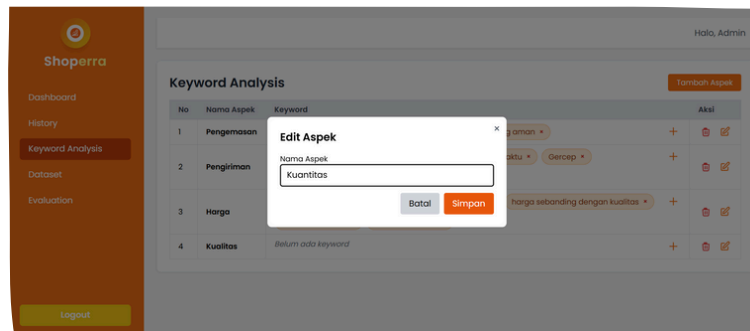 Shoperra
Halo, Admin
Dashboard
History
Keyword Analysis
Dataset
Evaluation
Logout
Keyword Analysis
Tambah Aspek
No Nama Aspek Keyword Aksi
1 Pengemasan aman × +
2 Pengiriman Gercep × +
3 Harga harga sebanding dengan kualitas × +
4 Kualitas Belum ada keyword +
Edit Aspek ×
Nama Aspek
Kuantitas
Batal Simpan